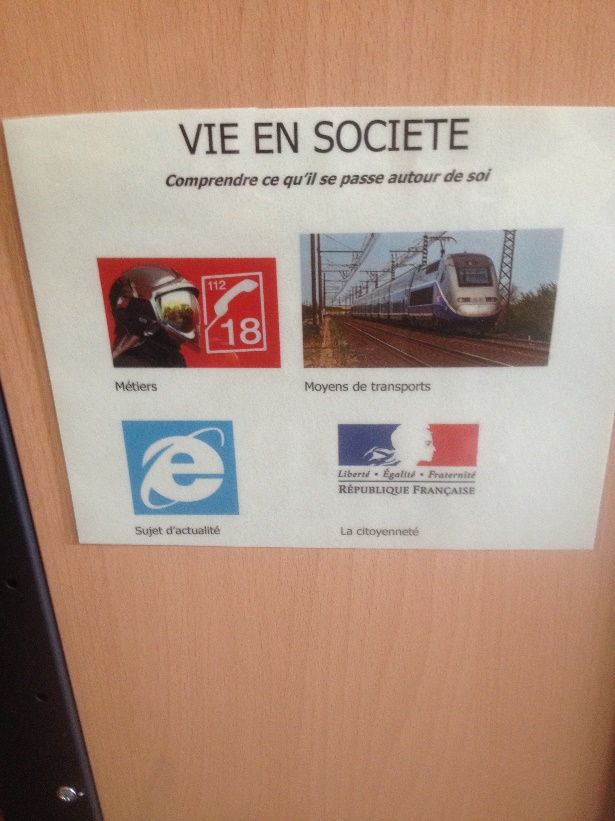 VIE EN SOCIETE
Comprendre ce qu'il se passe autour de soi
112
18
Métiers
Moyens de transports
Liberté • Égalité • Fraternité
RÉPUBLIQUE FRANÇAISE
Sujet d'actualité
La citoyenneté